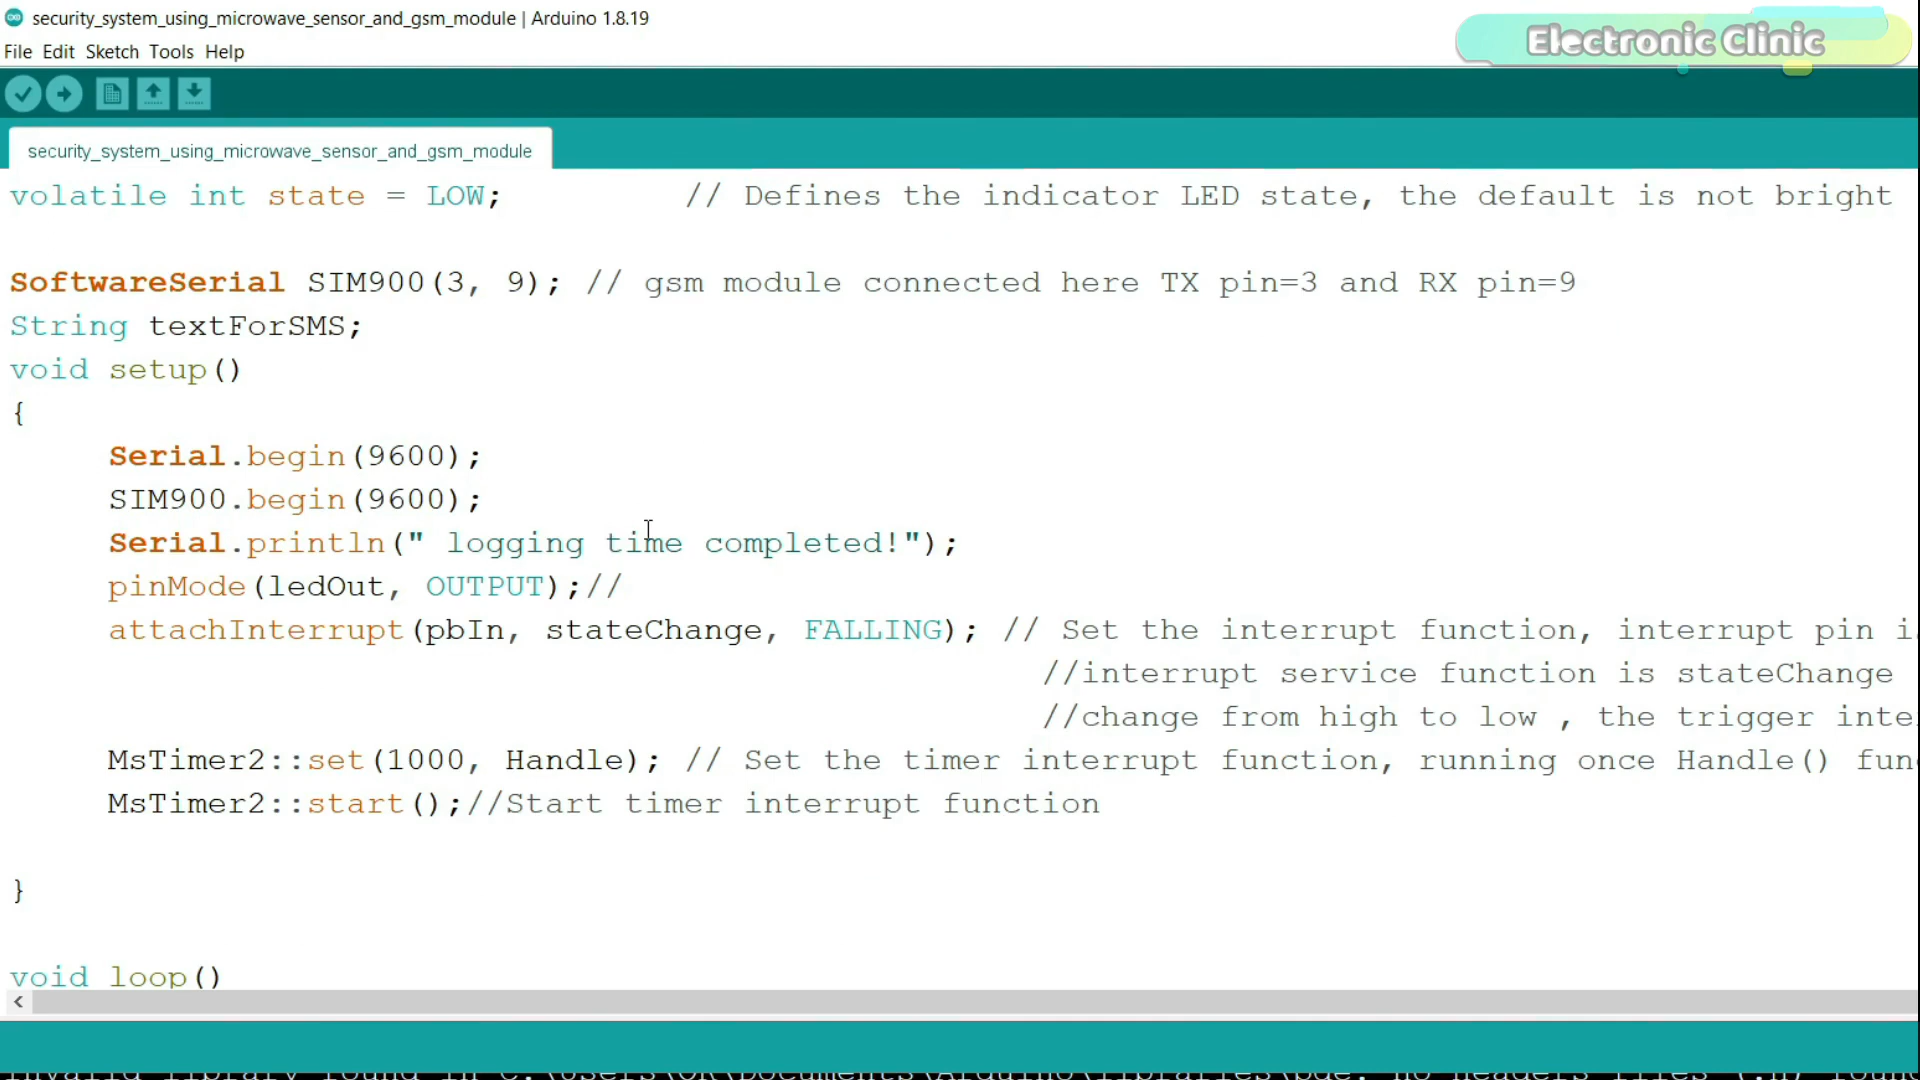 security_system_using_microwave_sensor_and_gsm_module | Arduino 1.8.19
Electronic Clinic
File Edit Sketch Tools Help
security_system_using_microwave_sensor_and_gsm_module
volatile int state = LOW; // Defines the indicator LED state, the default is not bright
SoftwareSerial SIM900(3, 9); // gsm module connected here TX pin=3 and RX pin=9
String textForSMS;
void setup()
{
Serial.begin(9600);
SIM900.begin(9600);
Serial.println(" logging time completed!");
pinMode(ledOut, OUTPUT);//
attachInterrupt(pbIn, stateChange, FALLING); // Set the interrupt function, interrupt pin i
//interrupt service function is stateChange
//change from high to low , the trigger inte
MsTimer2::set(1000, Handle); // Set the timer interrupt function, running once Handle() fun
MsTimer2::start();//Start timer interrupt function
}
void loop()